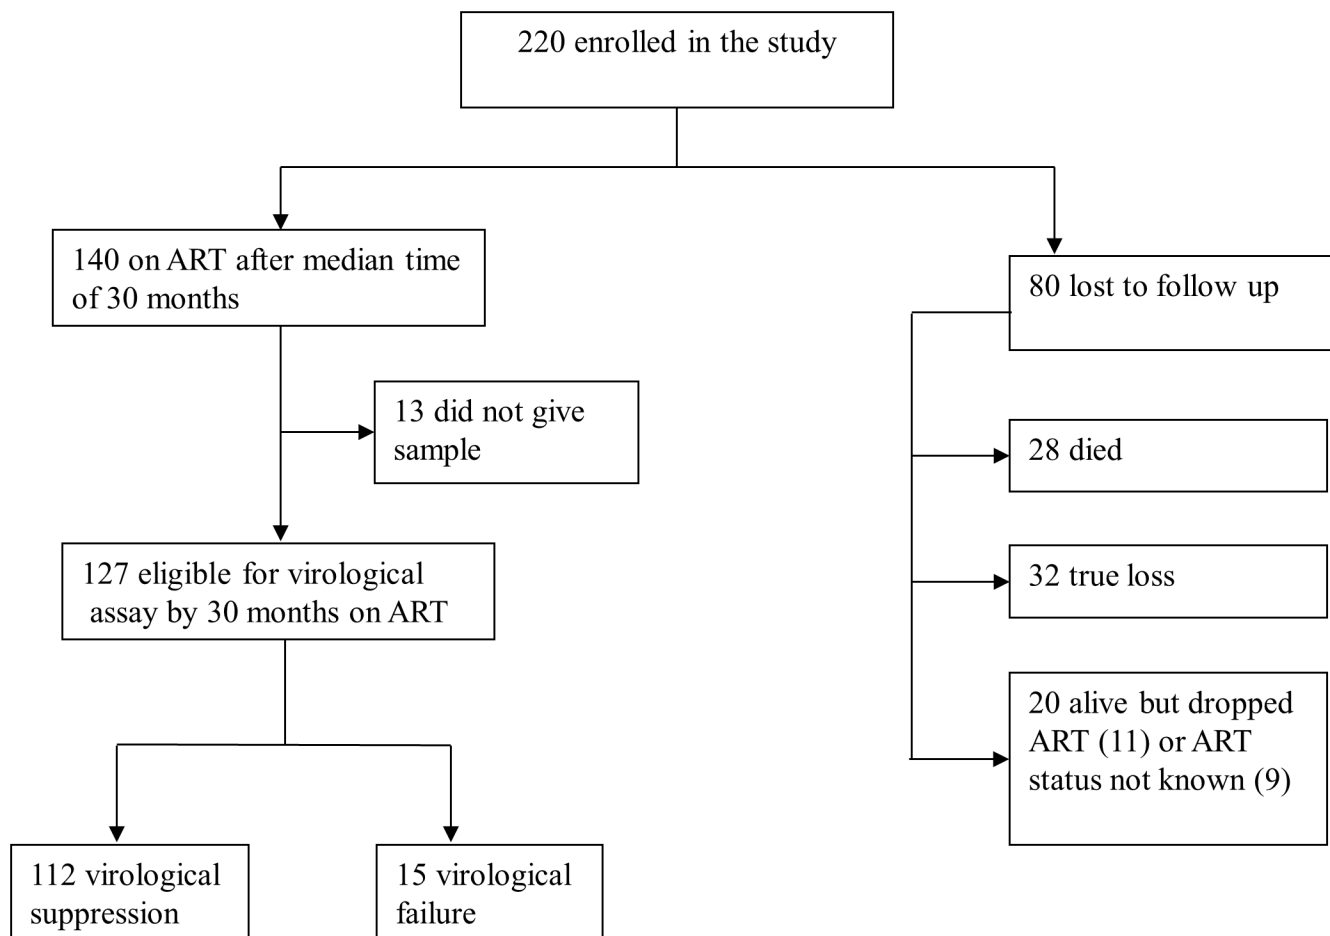 220 enrolled in the study
140 on ART after median time
of 30 months
80 lost to follow up
13 did not give
sample
28 died
127 eligible for virological
assay by 30 months on ART
32 true loss
20 alive but dropped
ART (11) or ART
status not known (9)
112 virological
suppression
15 virological
failure